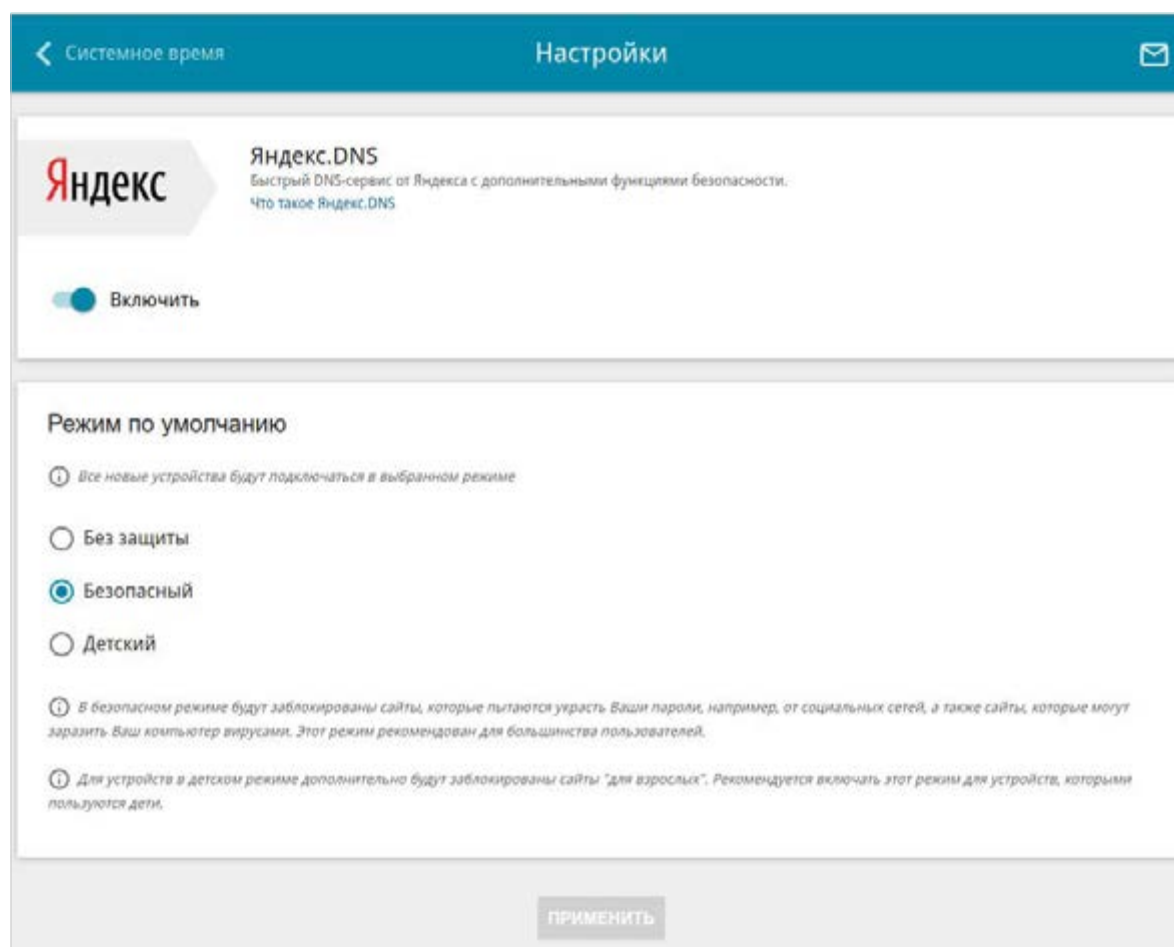 Системное время
Настройки
Яндекс
Яндекс.DNS
Быстрый DNS-сервис от Яндекса с дополнительными функциями безопасности.
Что такое Яндекс.DNS
Включить
Режим по умолчанию
Все новые устройства будут подключаться в выбранном режиме
Без защиты
Безопасный
Детский
В безопасном режиме будут заблокированы сайты, которые пытаются украсть Ваши пароли, например, от социальных сетей, а также сайты, которые могут
заразить Ваш компьютер вирусами. Этот режим рекомендован для большинства пользователей.
Для устройств в детском режиме дополнительно будут заблокированы сайты "для взрослых". Рекомендуется включать этот режим для устройств, которыми
пользуются дети.
ПРИМЕНИТЬ